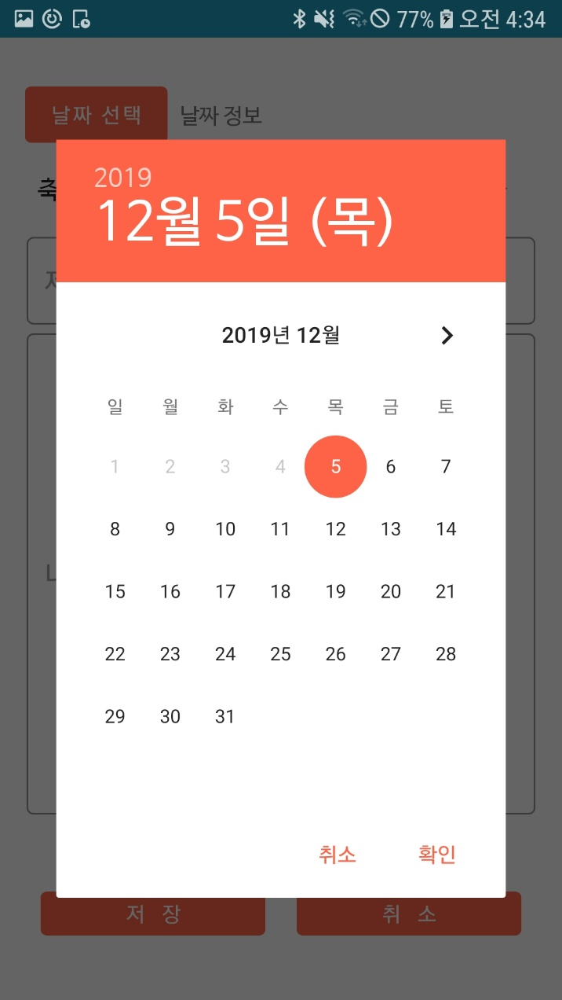 77% 오전 4:34
날짜 선택 날짜 정보
축
2019
12월 5일 (목)
2019년 12월
일 월 화 수 목 금 토
1 2 3 4 5 6 7
8 9 10 11 12 13 14
15 16 17 18 19 20 21
22 23 24 25 26 27 28
29 30 31
취소 확인
저 장 취 소